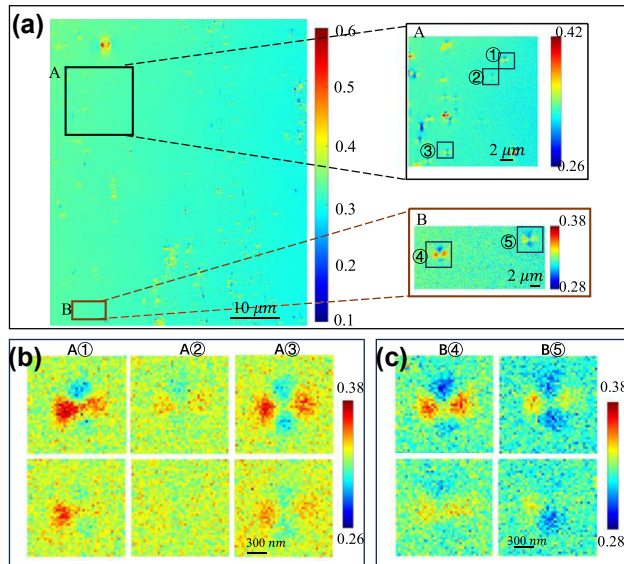 (a)
A
B
10 μm
0.6
0.5
0.4
0.3
0.2
0.1
A
①
②
③
2 μm
0.42
0.26
B
④
⑤
2 μm
0.38
0.28
(b)
A① A② A③
300 nm
0.38
0.26
(c)
B④ B⑤
300 nm
0.38
0.28